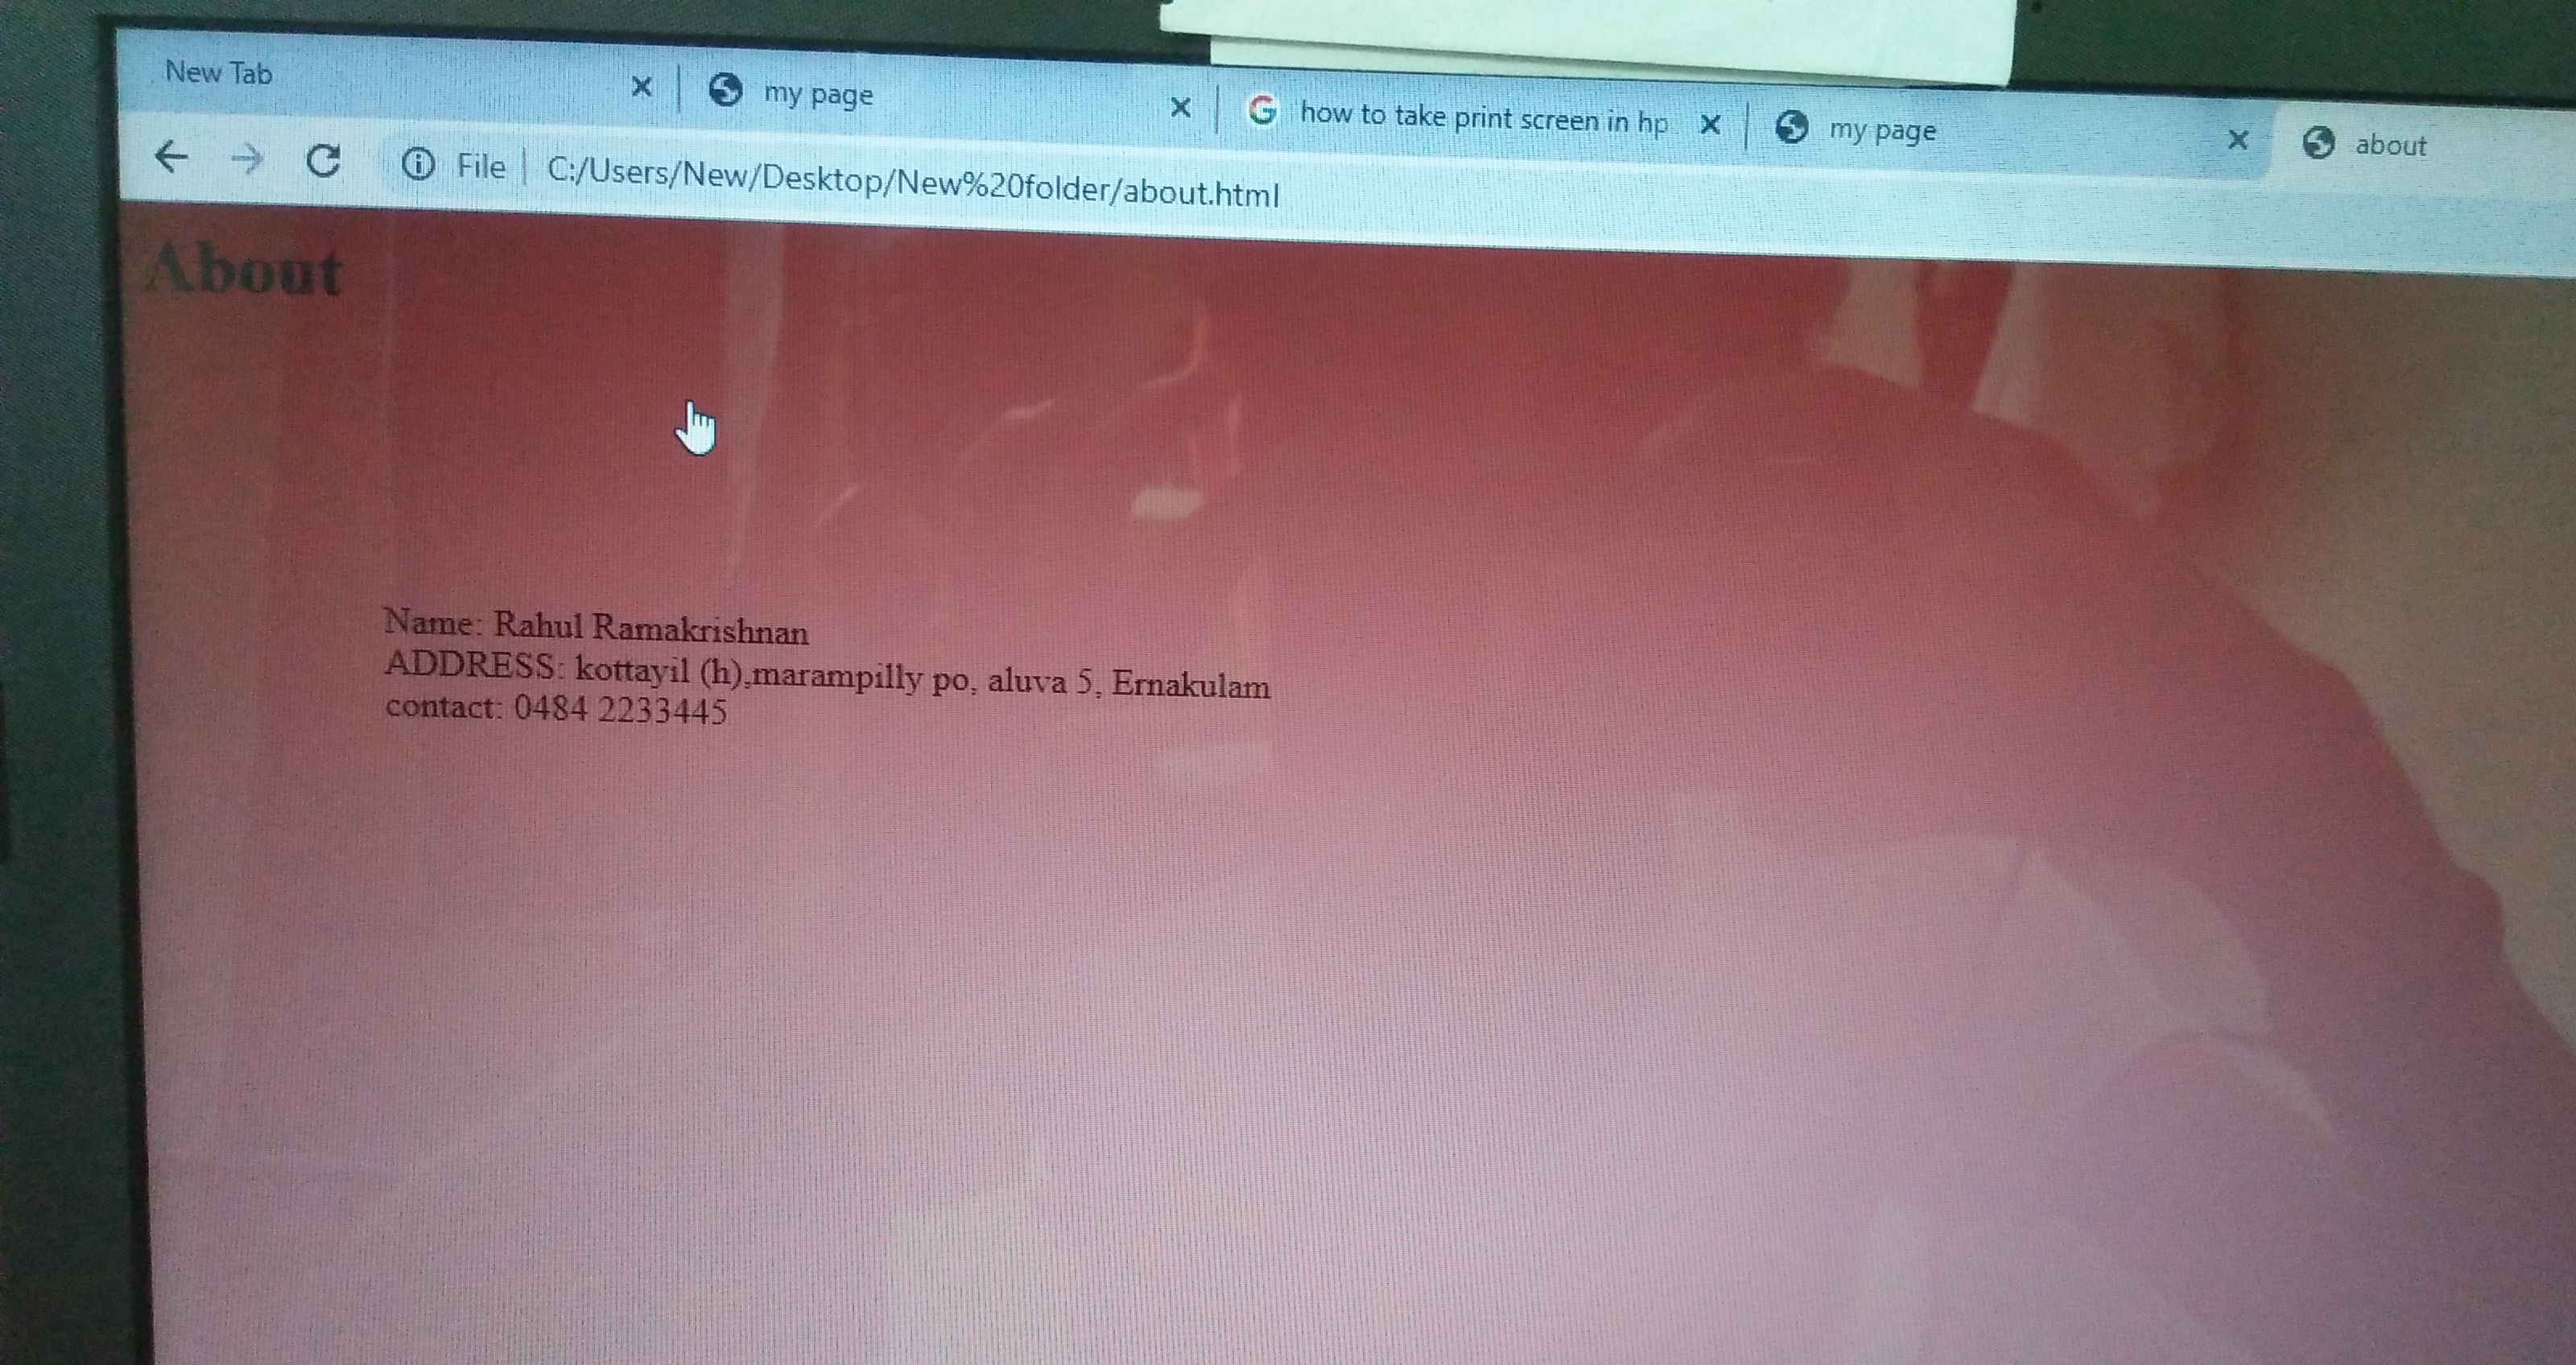 New Tab
my page
how to take print screen in hp
my page
about
File
C:/Users/New/Desktop/New%20folder/about.html
About
Name: Rahul Ramakrishnan
ADDRESS: kottayil (h),marampilly po, aluva 5, Ernakulam
contact: 0484 2233445